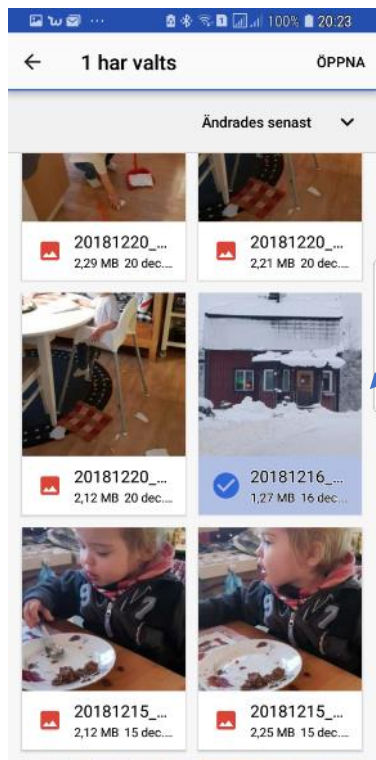 100% 20:23
1 har valts ÖPPNA
Ändrades senast
20181220_... 20181220_...
2,29 MB 20 dec.... 2,21 MB 20 dec....
20181220_... 20181216_...
2,12 MB 20 dec.... 1,27 MB 16 dec....
20181215_... 20181215_...
2,12 MB 15 dec.... 2,25 MB 15 dec....